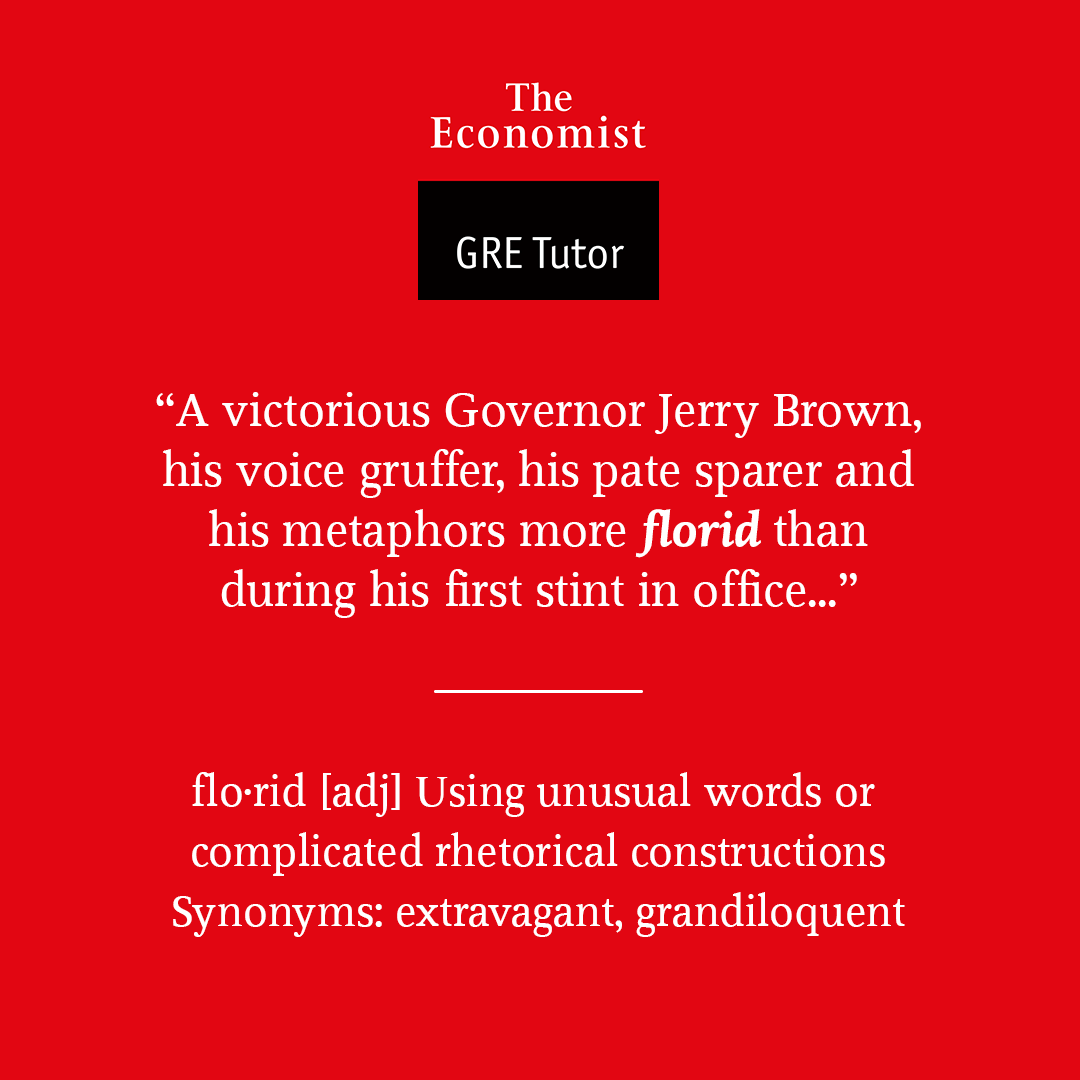 The
Economist
GRE Tutor
“A victorious Governor Jerry Brown,
his voice gruffer, his pate sparer and
his metaphors more florid than
during his first stint in office...”
flo·rid [adj] Using unusual words or
complicated rhetorical constructions
Synonyms: extravagant, grandiloquent